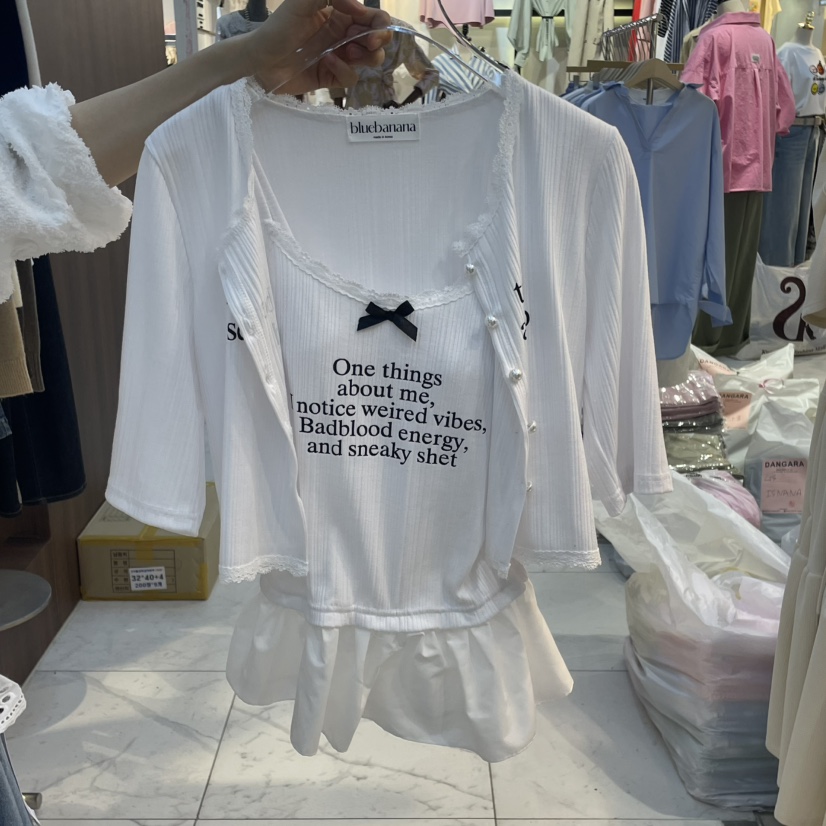 bluebanana
One things
about me,
I notice weired vibes,
Badblood energy,
and sneaky shet
32*40+4
DANGARA
DANGARA